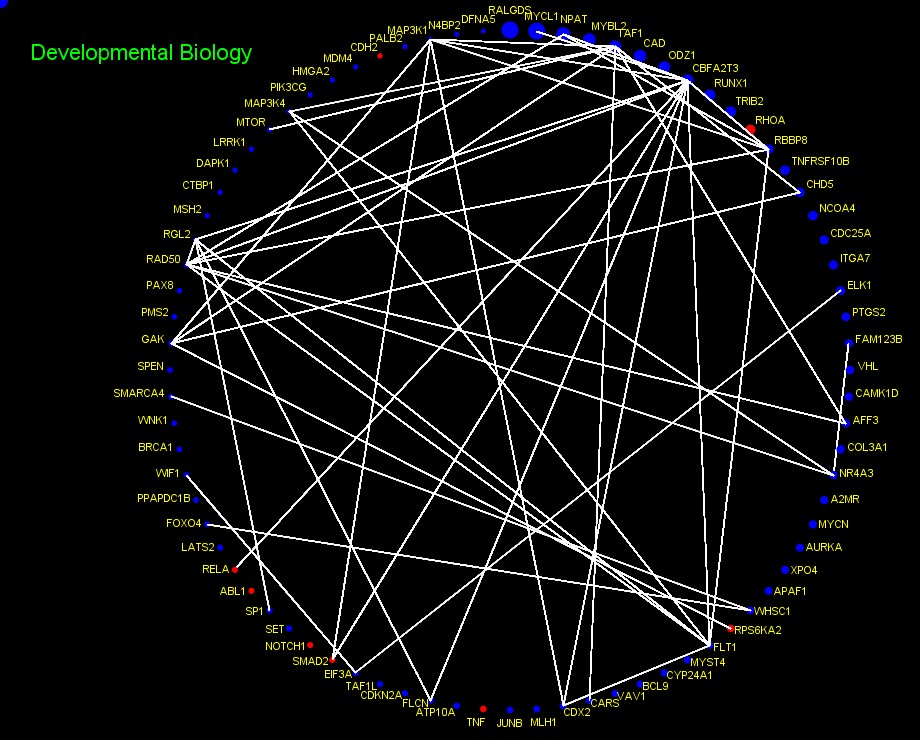 Developmental Biology
RALGDS
MYCL1
NPAT
MYBL2
TAF1
CAD
ODZ1
CBFA2T3
RUNX1
TRIB2
RHOA
RBBP8
TNFRSF10B
CHD5
NCOA4
CDC25A
ITGA7
ELK1
PTGS2
FAM123B
VHL
CAMK1D
AFF3
COL3A1
NR4A3
A2MR
MYCN
AURKA
XPO4
APAF1
WHSC1
RPS6KA2
FLT1
MYST4
CYP24A1
BCL9
VAV1
CARS
CDX2
MLH1
JUNB
TNF
ATP10A
FLCN
CDKN2A
TAF1L
EIF3A
SMAD2
NOTCH1
SET
SP1
ABL1
RELA
LATS2
FOXO4
PPAPDC1B
WIF1
BRCA1
WNK1
SMARCA4
SPEN
GAK
PMS2
PAX8
RAD50
RGL2
MSH2
CTBP1
DAPK1
LRRK1
MTOR
MAP3K4
PIK3CG
HMGA2
MDM4
CDH2
PALB2
MAP3K1
N4BP2
DFNA5